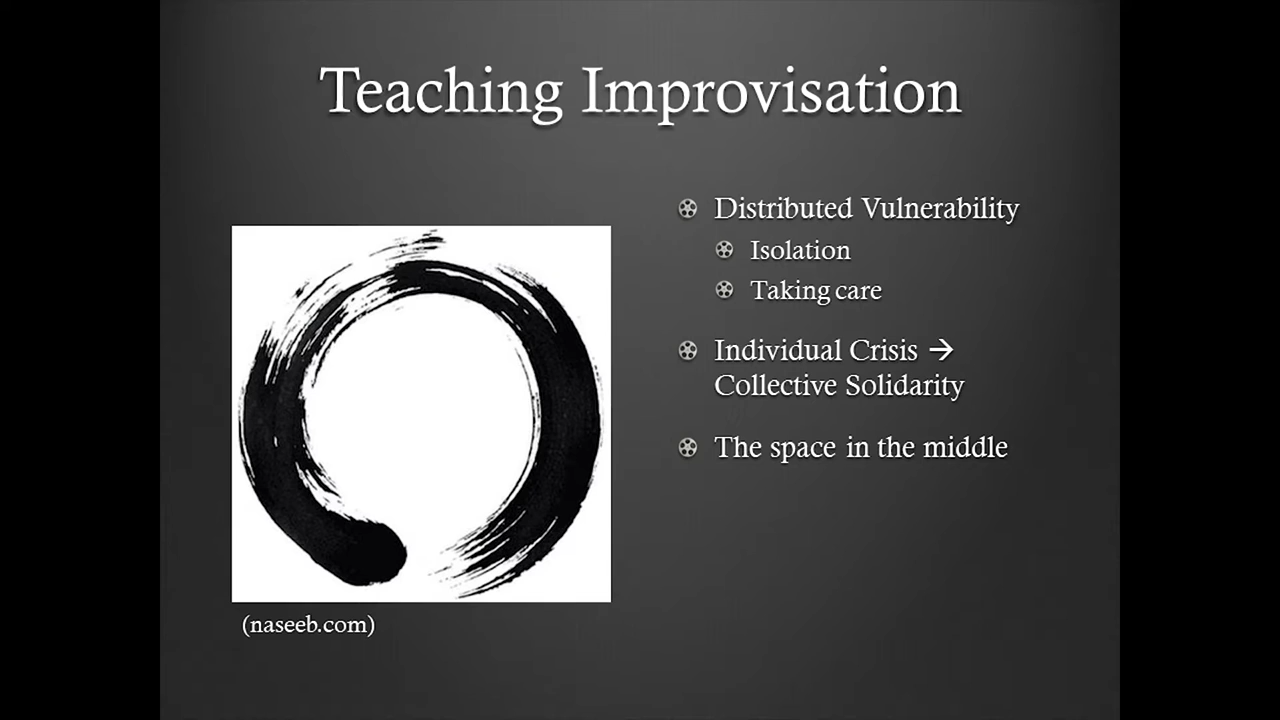 Teaching Improvisation
Distributed Vulnerability
Isolation
Taking care
Individual Crisis →
Collective Solidarity
The space in the middle
(naseeb.com)